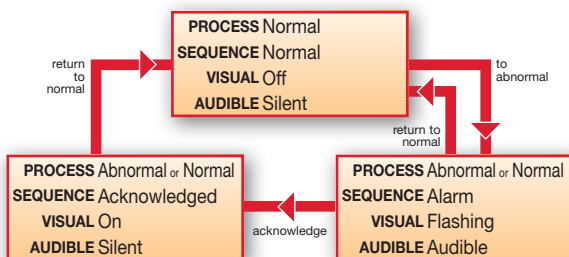 PROCESS Normal
SEQUENCE Normal
VISUAL Off
AUDIBLE Silent
return
to
normal
to
abnormal
return to
normal
PROCESS Abnormal or Normal
SEQUENCE Acknowledged
VISUAL On
AUDIBLE Silent
acknowledge
PROCESS Abnormal or Normal
SEQUENCE Alarm
VISUAL Flashing
AUDIBLE Audible